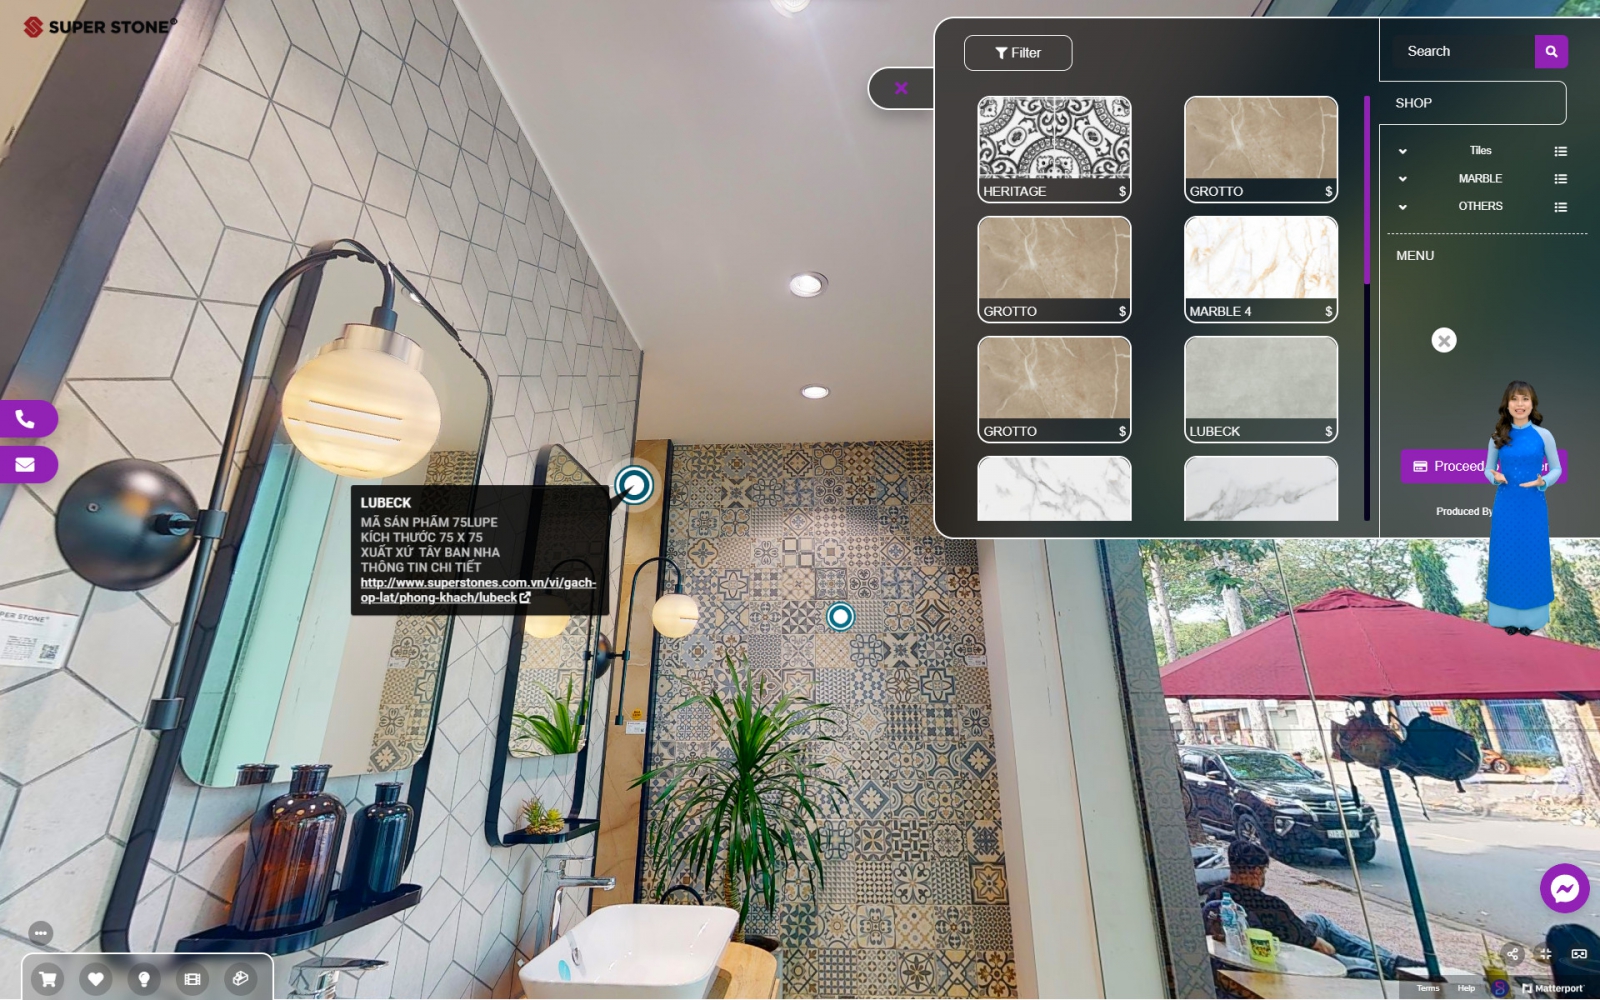 SUPER STONE®
Filter
Search
SHOP
HERITAGE $
GROTTO $
Tiles
MARBLE
OTHERS
GROTTO $
MARBLE 4 $
MENU
GROTTO $
LUBECK $
Proceed
Produced By
LUBECK
MÃ SẢN PHẨM 75LUPE
KÍCH THƯỚC 75 X 75
XUẤT XỨ TÂY BAN NHA
THÔNG TIN CHI TIẾT
http://www.superstones.com.vn/vi/gach-
op-lat/phong-khach/lubeck
PER STONE®
Terms Help Matterport